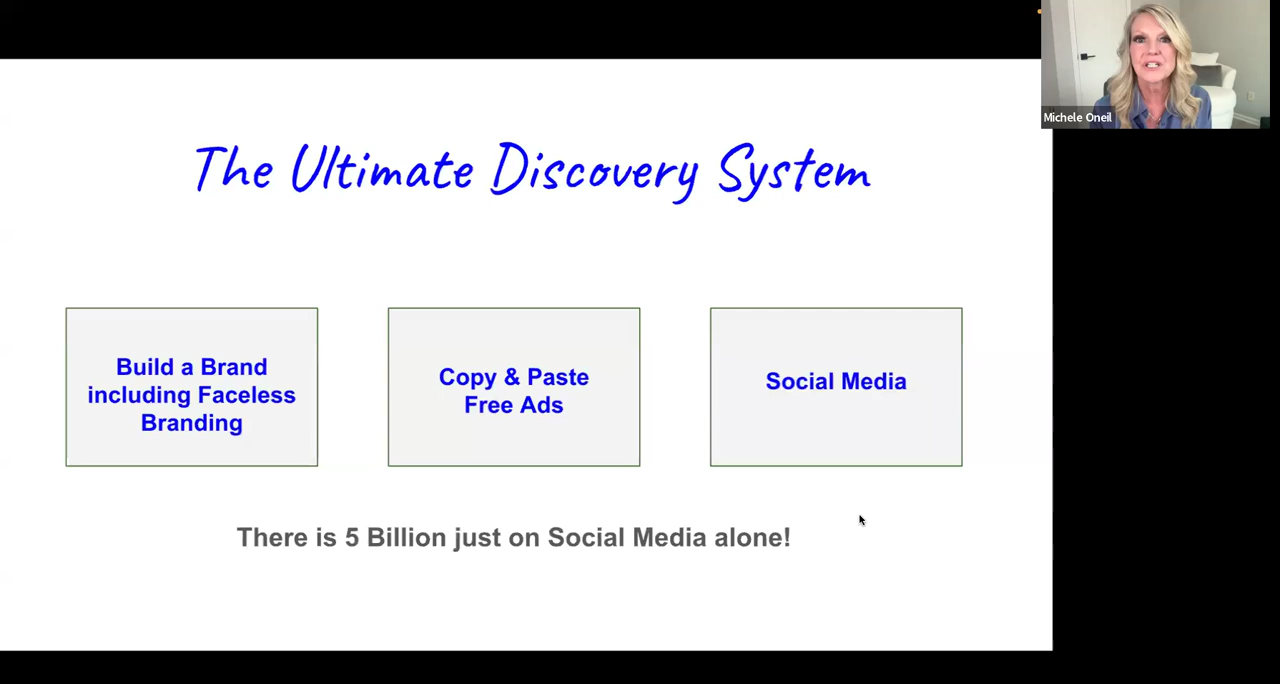 Michele Oneil
The Ultimate Discovery System
Build a Brand
including Faceless
Branding
Copy & Paste
Free Ads
Social Media
There is 5 Billion just on Social Media alone!